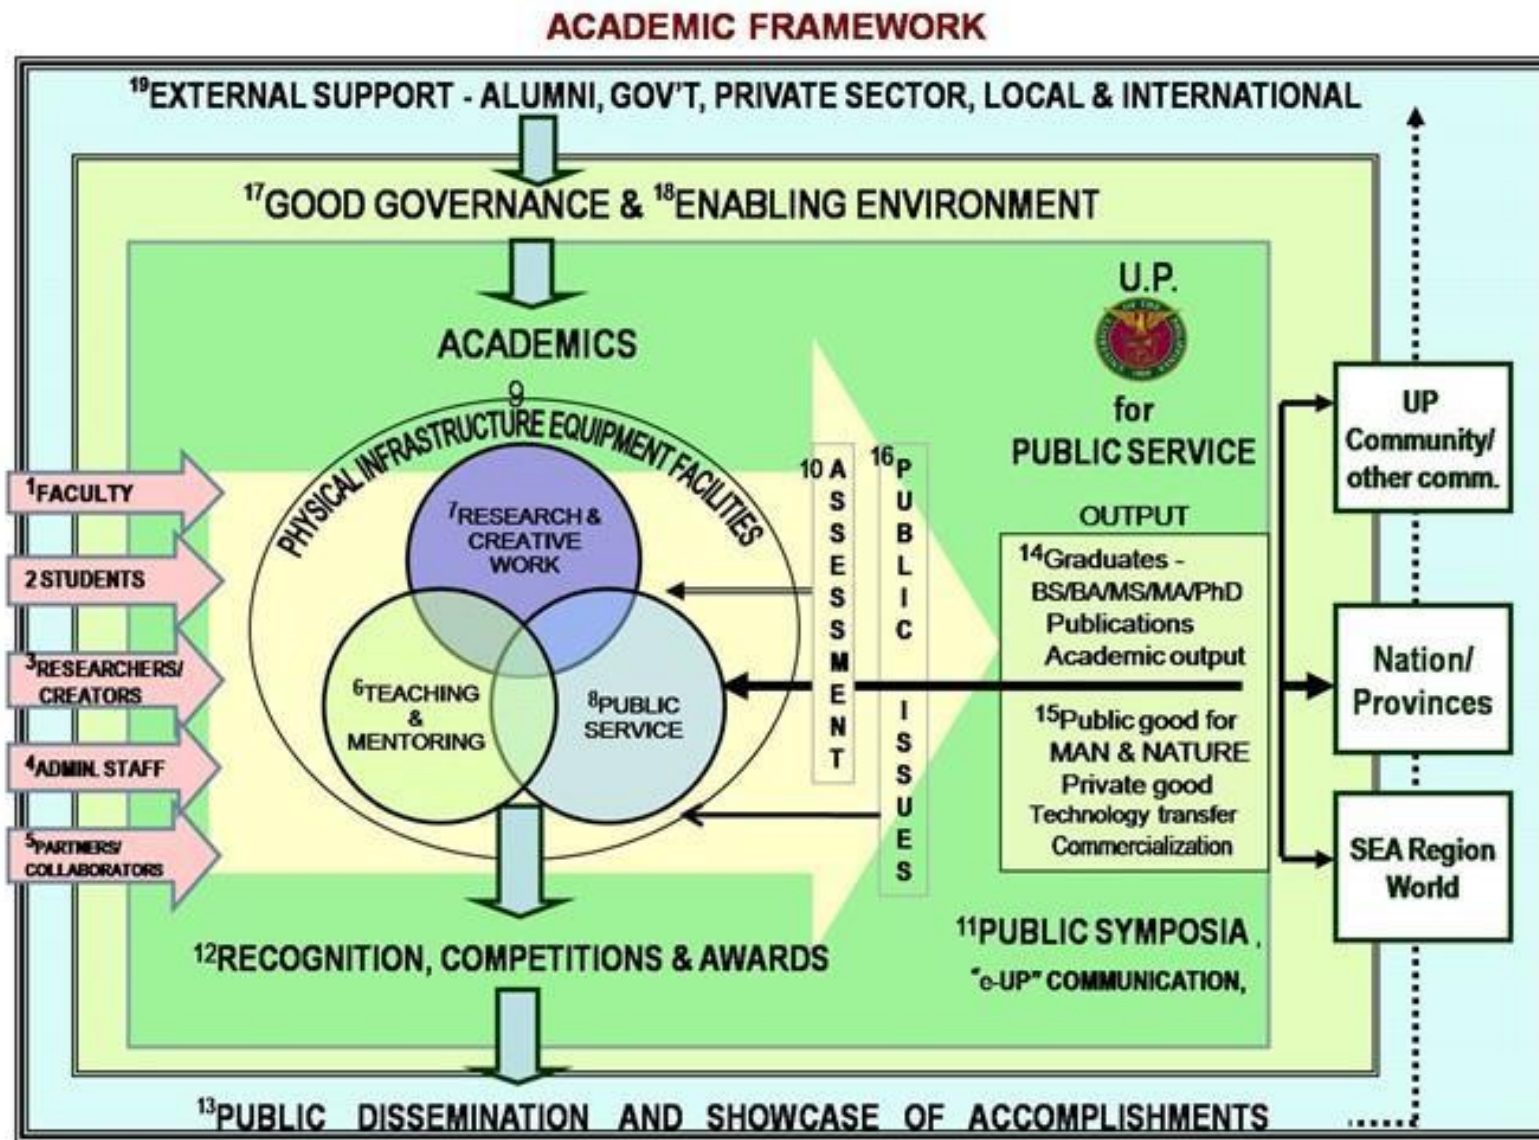 ACADEMIC FRAMEWORK
19EXTERNAL SUPPORT - ALUMNI, GOV'T, PRIVATE SECTOR, LOCAL & INTERNATIONAL
17GOOD GOVERNANCE & 18ENABLING ENVIRONMENT
ACADEMICS
9
PHYSICAL INFRASTRUCTURE EQUIPMENT FACILITIES
1FACULTY
2 STUDENTS
3RESEARCHERS/
CREATORS
4ADMIN. STAFF
5PARTNERS/
COLLABORATORS
7RESEARCH &
CREATIVE
WORK
6TEACHING
&
MENTORING
8PUBLIC
SERVICE
10 ASSESSMENT
16PUBLIC ISSUES
U.P.
for
PUBLIC SERVICE
OUTPUT
14Graduates -
BS/BA/MS/MA/PhD
Publications
Academic output
15Public good for
MAN & NATURE
Private good
Technology transfer
Commercialization
UP
Community/
other comm.
Nation/
Provinces
SEA Region
World
11PUBLIC SYMPOSIA,
"e-UP" COMMUNICATION,
12RECOGNITION, COMPETITIONS & AWARDS
13PUBLIC DISSEMINATION AND SHOWCASE OF ACCOMPLISHMENTS